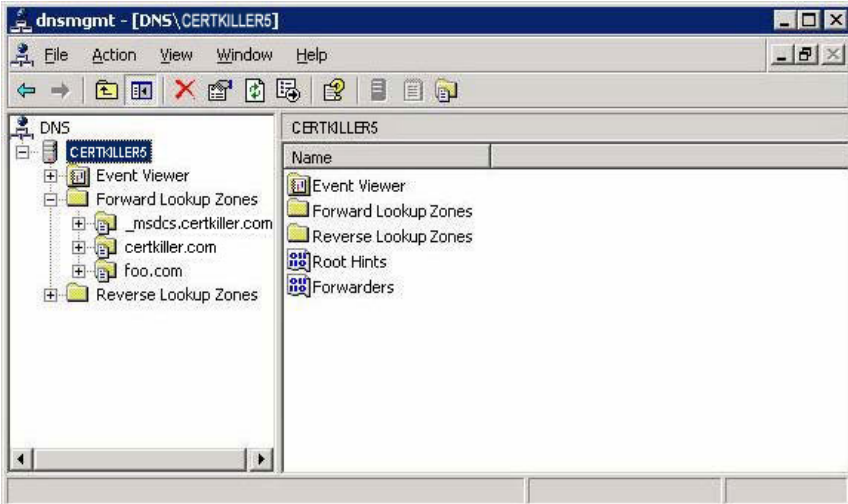 dnsmgmt - [DNS\CERTKILLER5]
File Action View Window Help
DNS
CERTKILLER5
Event Viewer
Forward Lookup Zones
_msdcs.certkiller.com
certkiller.com
foo.com
Reverse Lookup Zones
CERTKILLER5
Name
Event Viewer
Forward Lookup Zones
Reverse Lookup Zones
Root Hints
Forwarders